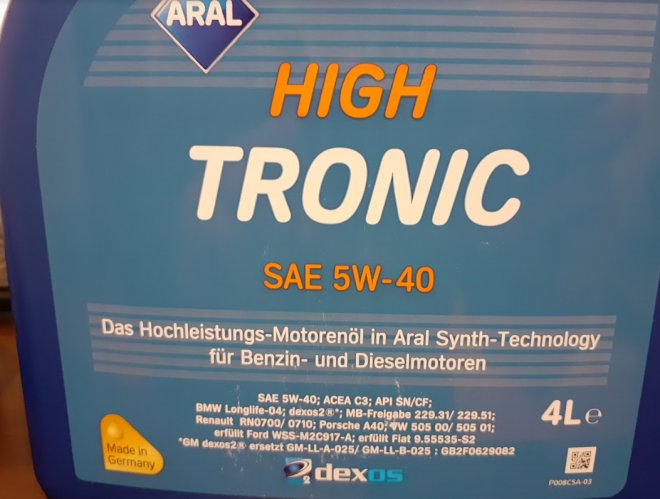 ARAL
HIGH
TRONIC
SAE 5W-40
Das Hochleistungs-Motorenöl in Aral Synth-Technology
für Benzin- und Dieselmotoren
SAE 5W-40; ACEA C3; API SN/CF;
BMW Longlife-04; dexos2®*; MB-Freigabe 229.31/ 229.51;
Renault RN0700/ 0710; Porsche A40; VW 505 00/ 505 01;
erfüllt Ford WSS-M2C917-A; erfüllt Fiat 9.55535-S2
*GM dexos2® ersetzt GM-LL-A-025/ GM-LL-B-025 : GB2F0629082
4L e
Made in
Germany
2 dexos
P008C5A-03